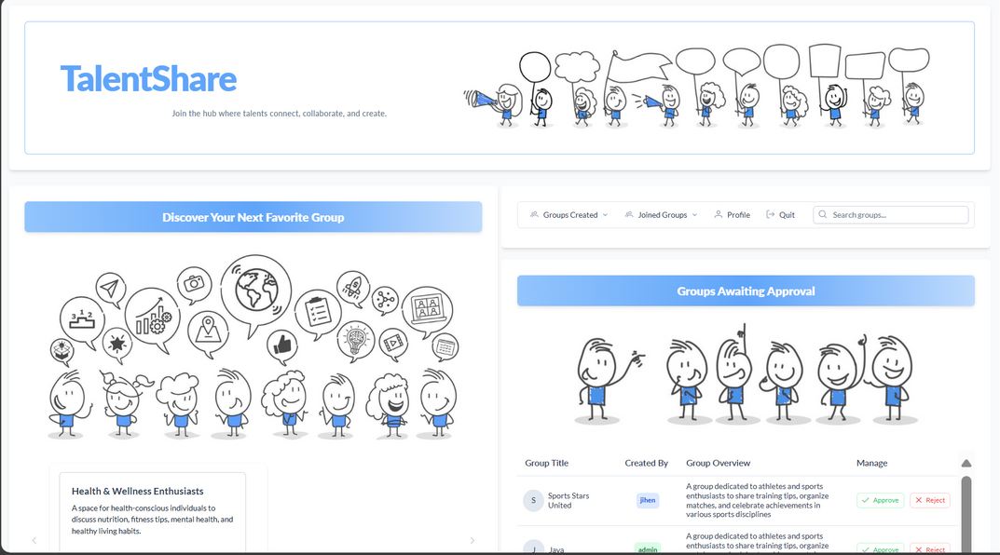 TalentShare
Join the hub where talents connect, collaborate, and create.
Discover Your Next Favorite Group
3 1 2
Health & Wellness Enthusiasts
A space for health-conscious individuals to
discuss nutrition, fitness tips, mental health, and
healthy living habits.
Groups Created
Joined Groups
Profile
Quit
Search groups...
Groups Awaiting Approval
Group Title
Created By
Group Overview
Manage
S
Sports Stars
United
jihen
A group dedicated to athletes and sports
enthusiasts to share training tips, organize
matches, and celebrate achievements in
various sports disciplines
Approve
Reject
J
Java
admin
A group dedicated to athletes and sports
enthusiasts to share training tips, organize
Approve
Reject